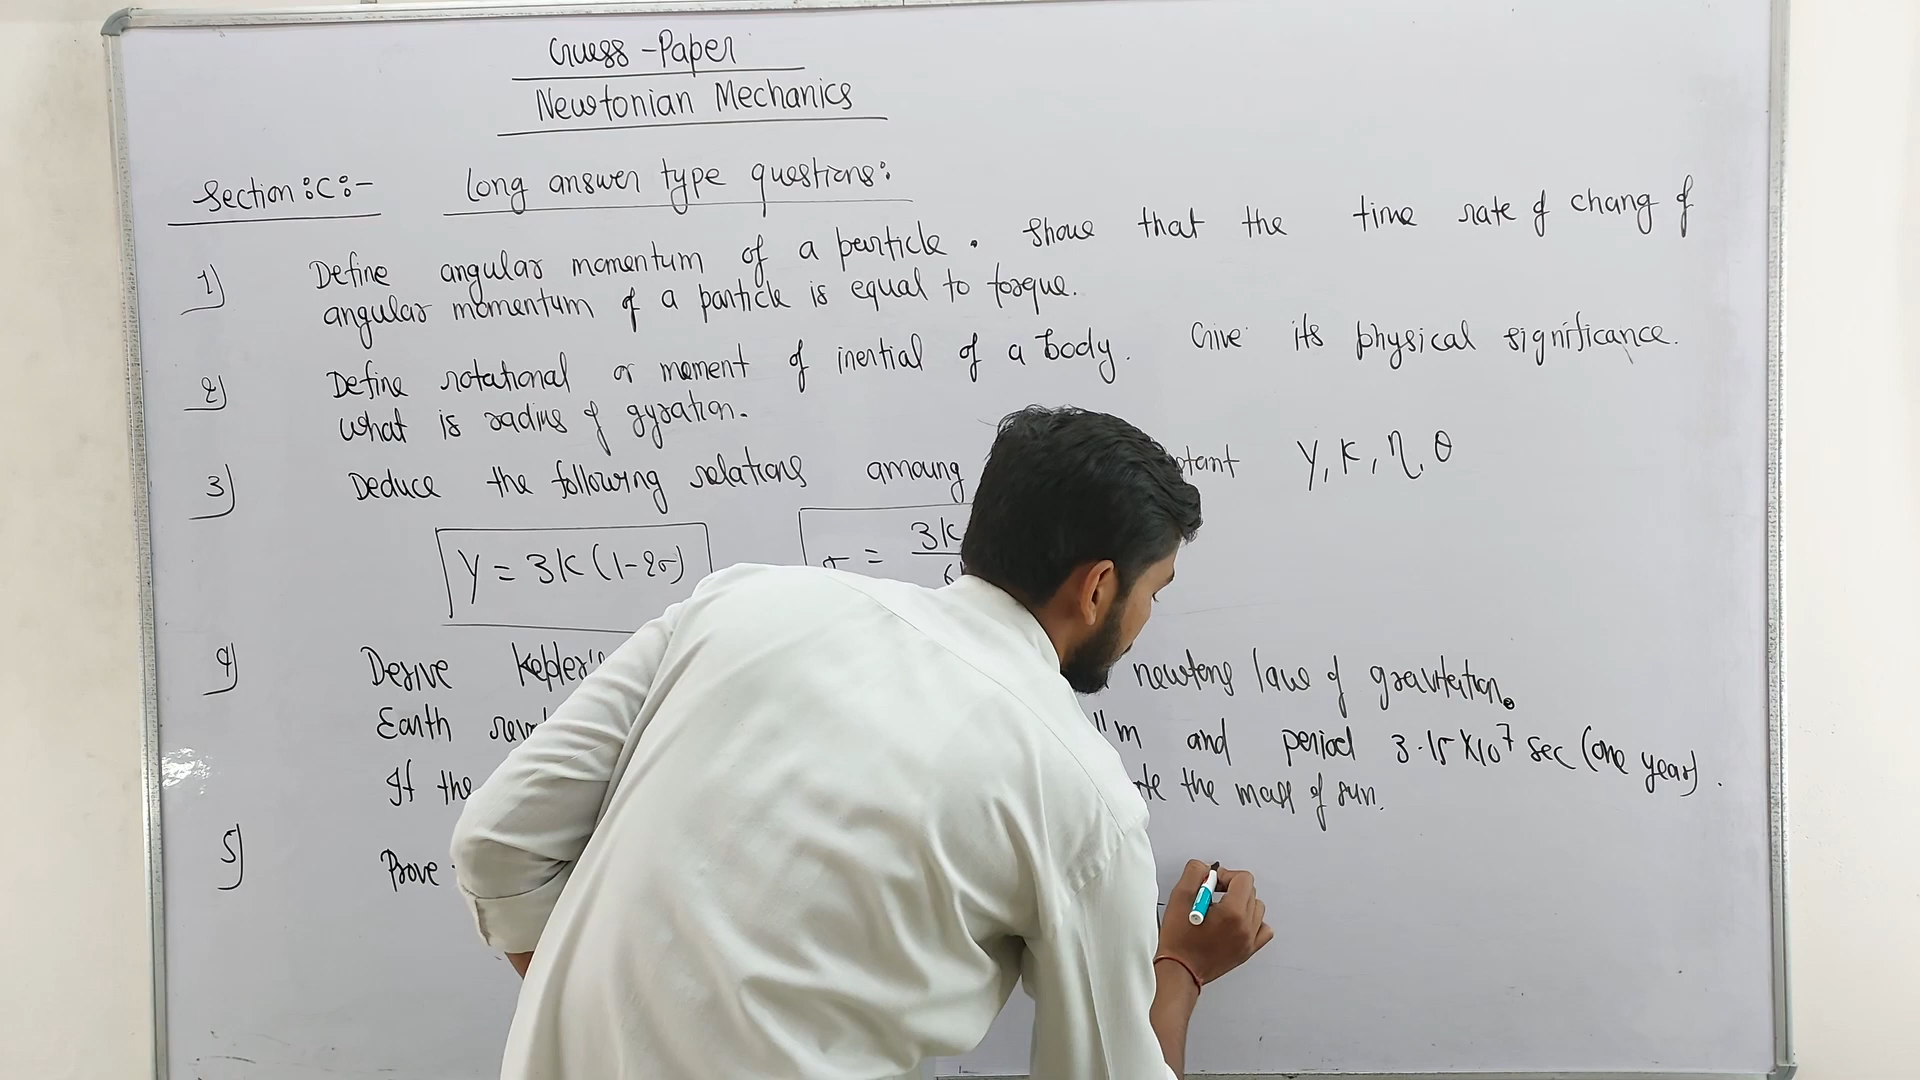 Guess-Paper
Newtonian Mechanics
Section:C:- Long answer type questions:
1) Define angular momentum of a particle. Show that the time rate of chang of
angular momentum of a particle is equal to torque.
2) Define rotational or moment of inertial of a body. Give its physical significance.
what is radius of gyration.
3) Deduce the following relations amoung Y, K, η, θ
Y = 3K(1-2σ) σ = 3K
4) Derive Kepler's newtons law of gravitation.
Earth m and period 3.15 X10⁷ sec (one year).
If the the mass of sun.
5) Prove